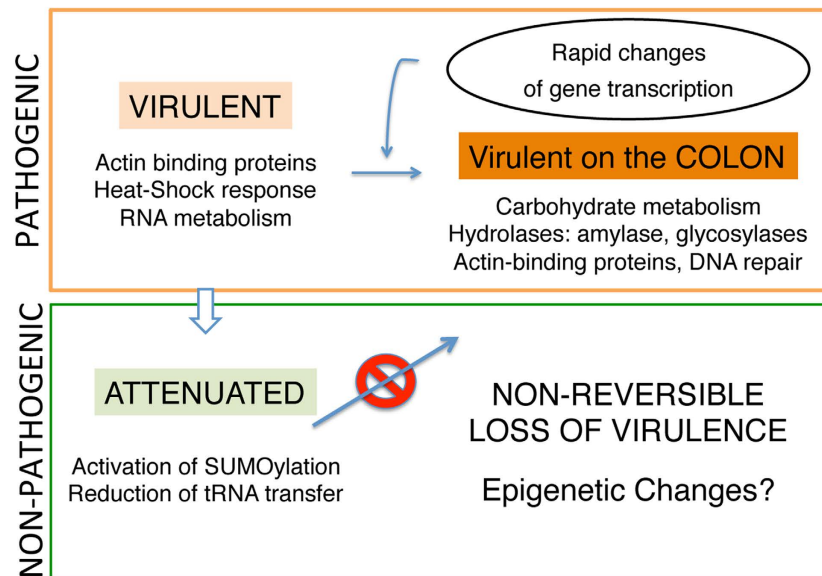 PATHOGENIC
VIRULENT
Actin binding proteins
Heat-Shock response
RNA metabolism
Rapid changes
of gene transcription
Virulent on the COLON
Carbohydrate metabolism
Hydrolases: amylase, glycosylases
Actin-binding proteins, DNA repair
NON-PATHOGENIC
ATTENUATED
Activation of SUMOylation
Reduction of tRNA transfer
NON-REVERSIBLE
LOSS OF VIRULENCE
Epigenetic Changes?